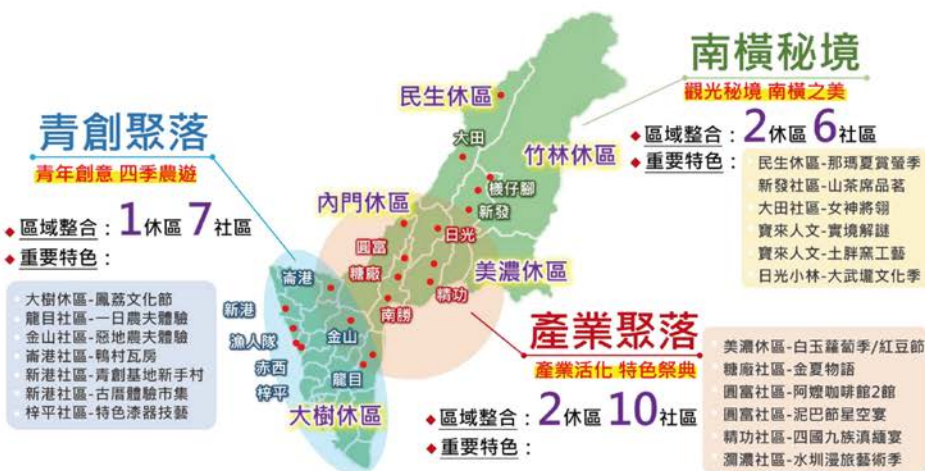 南橫秘境
觀光秘境 南橫之美
區域整合：2休區 6社區
重要特色：
民生休區-那瑪夏賞螢季
新發社區-山茶席品茗
大田社區-女神將翎
寶來人文-實境解謎
寶來人文-土胖窯工藝
日光小林-大武壠文化季
青創聚落
青年創意 四季農遊
區域整合：1休區 7社區
重要特色：
大樹休區-鳳荔文化節
龍目社區-一日農夫體驗
金山社區-惡地農夫體驗
崙港社區-鴨村瓦房
新港社區-青創基地新手村
新港社區-古厝體驗市集
梓平社區-特色漆器技藝
民生休區
大田
竹林休區
檨仔腳
新發
內門休區
日光
圓富
糖廠
美濃休區
精功
南勝
崙港
新港
漁人隊
金山
赤西
梓平
龍目
大樹休區
產業聚落
產業活化 特色祭典
區域整合：2休區 10社區
重要特色：
美濃休區-白玉蘿蔔季/紅豆節
糖廠社區-金夏物語
圓富社區-阿嬤咖啡館2館
圓富社區-泥巴節星空宴
精功社區-四國九族滇緬宴
瀰濃社區-水圳漫旅藝術季